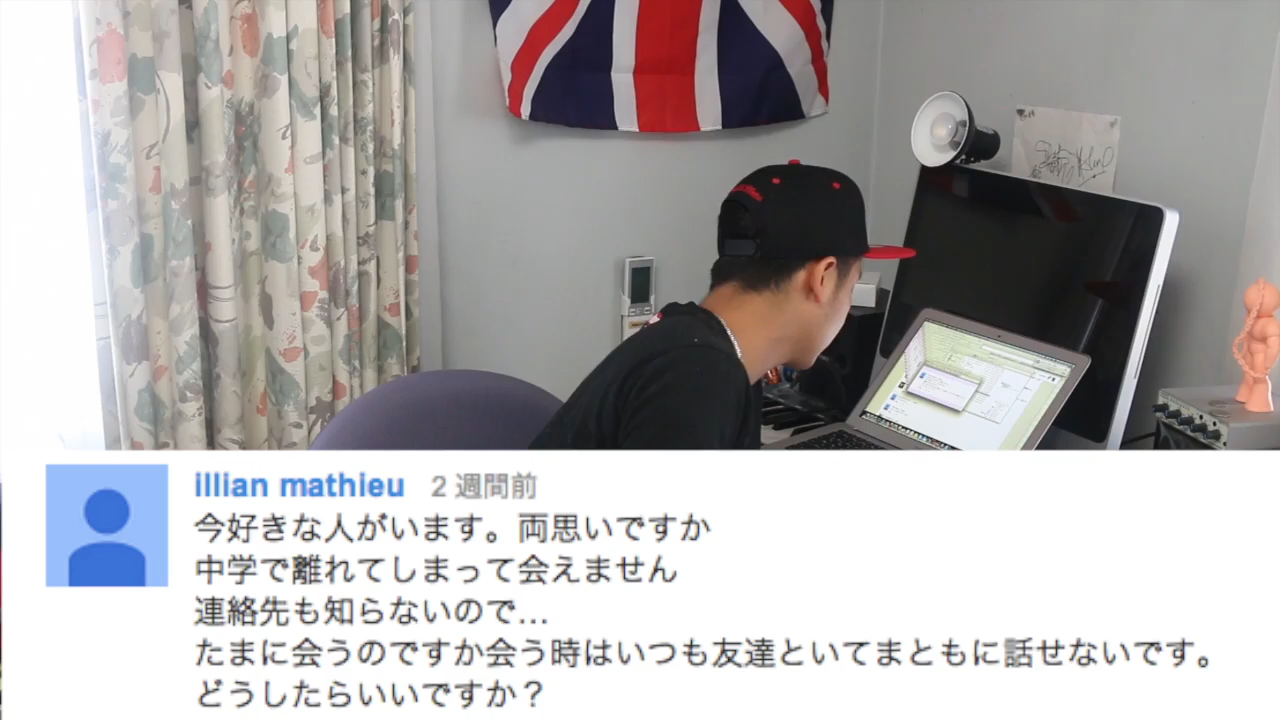 illian mathieu 2 週間前
今好きな人がいます。両思いですか
中学で離れてしまって会えません
連絡先も知らないので...
たまに会うのですか会う時はいつも友達といてまともに話せないです。
どうしたらいいですか？